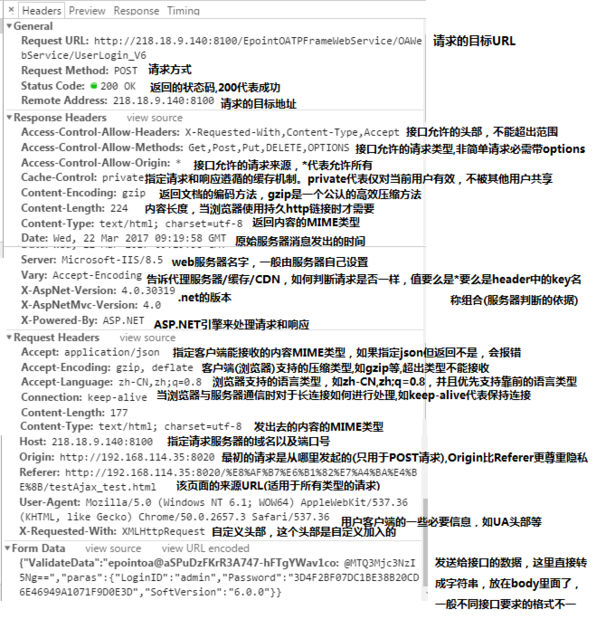 × Headers Preview Response Timing
▼General
Request URL: http://218.18.9.140:8100/EpointOATPFrameWebService/OAWe 请求的目标URL
bService/UserLogin_V6
Request Method: POST 请求方式
Status Code: 200 OK 返回的状态码,200代表成功
Remote Address: 218.18.9.140:8100 请求的目标地址
▼Response Headers view source
Access-Control-Allow-Headers: X-Requested-With,Content-Type,Accept 接口允许的头部，不能超出范围
Access-Control-Allow-Methods: Get,Post,Put,DELETE,OPTIONS 接口允许的请求类型,非简单请求必需带options
Access-Control-Allow-Origin: * 接口允许的请求来源，*代表允许所有
Cache-Control: private 指定请求和响应遵循的缓存机制。private代表仅对当前用户有效，不被其他用户共享
Content-Encoding: gzip 返回文档的编码方法，gzip是一个公认的高效压缩方法
Content-Length: 224 内容长度，当浏览器使用持久http链接时才需要
Content-Type: text/html; charset=utf-8 返回内容的MIME类型
Date: Wed, 22 Mar 2017 09:19:58 GMT 原始服务器消息发出的时间
Server: Microsoft-IIS/8.5 web服务器名字，一般由服务器自己设置
Vary: Accept-Encoding 告诉代理服务器/缓存/CDN，如何判断请求是否一样，值要么是*要么是header中的key名
X-AspNet-Version: 4.0.30319 .net的版本 称组合(服务器判断的依据)
X-AspNetMvc-Version: 4.0
X-Powered-By: ASP.NET ASP.NET引擎来处理请求和响应
▼Request Headers view source
Accept: application/json 指定客户端能接收的内容MIME类型，如果指定json但返回不是，会报错
Accept-Encoding: gzip, deflate 客户端(浏览器)支持的压缩类型,如gzip等,超出类型不能接收
Accept-Language: zh-CN,zh;q=0.8 浏览器支持的语言类型，如zh-CN,zh;q=0.8，并且优先支持靠前的语言类型
Connection: keep-alive 当浏览器与服务器通信时对于长连接如何进行处理,如keep-alive代表保持连接
Content-Length: 177
Content-Type: text/html; charset=utf-8 发出去的内容的MIME类型
Host: 218.18.9.140:8100 指定请求服务器的域名以及端口号
Origin: http://192.168.114.35:8020 最初的请求是从哪里发起的(只用于POST请求),Origin比Referer更尊重隐私
Referer: http://192.168.114.35:8020/%E8%AF%B7%E6%B1%82%E7%A4%BA%E4%B
E%8B/testAjax_test.html 该页面的来源URL(适用于所有类型的请求)
User-Agent: Mozilla/5.0 (Windows NT 6.1; WOW64) AppleWebKit/537.36
(KHTML, like Gecko) Chrome/50.0.2657.3 Safari/537.36 用户客户端的一些必要信息，如UA头部等
X-Requested-With: XMLHttpRequest 自定义头部，这个头部是自定义加入的
▼Form Data view source view URL encoded
{"ValidateData":"epointoa@aSPuDzFKrR3A747-hFTgYWav1co: @MTQ3Mjc3NzI 发送给接口的数据，这里直接转
5Ng==","paras":{"LoginID":"admin","Password":"3D4F2BF07DC1BE38B20CD 成字符串，放在body里面了，
6E46949A1071F9D0E3D","SoftVersion":"6.0.0"}} 一般不同接口要求的格式不一